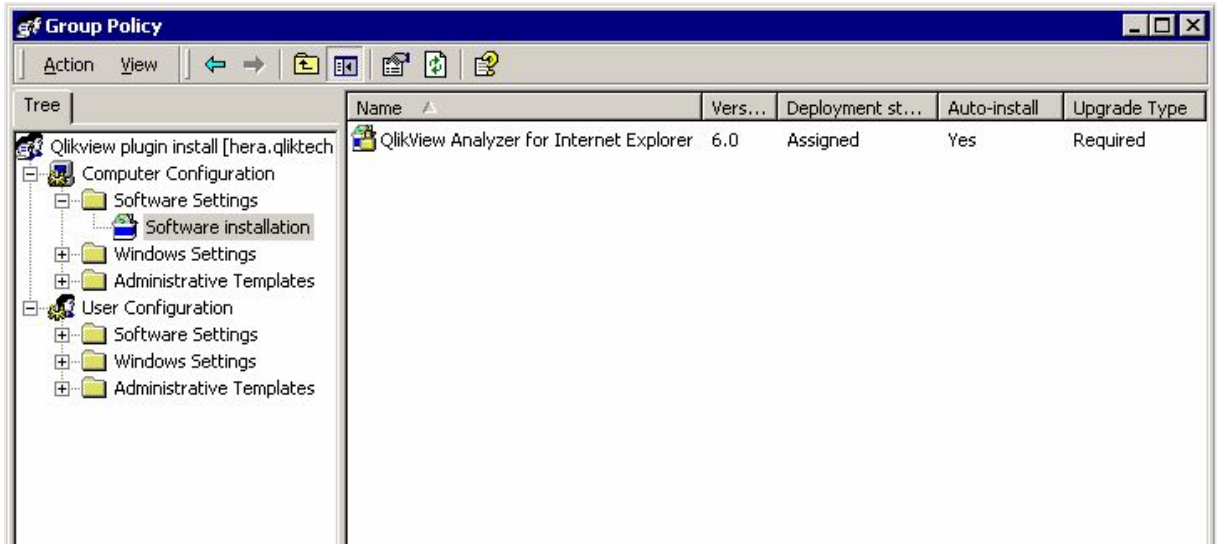 Group Policy
Action View
Tree
Name Vers... Deployment st... Auto-install Upgrade Type
Qlikview plugin install [hera.qliktech
QlikView Analyzer for Internet Explorer 6.0 Assigned Yes Required
Computer Configuration
Software Settings
Software installation
Windows Settings
Administrative Templates
User Configuration
Software Settings
Windows Settings
Administrative Templates